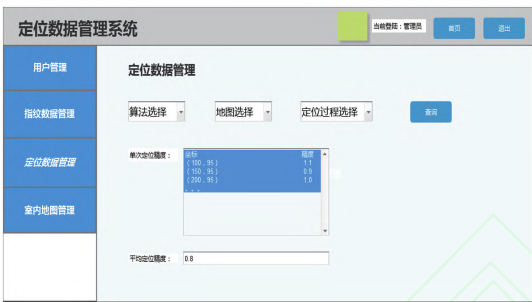 定位数据管理系统
当前登陆：管理员
首页
退出
用户管理
指纹数据管理
定位数据管理
室内地图管理
定位数据管理
算法选择 地图选择 定位过程选择 查询
单次定位精度：
坐标 精度
(100，95) 1.1
(150，95) 0.9
(200，95) 1.0
。。。
平均定位精度： 0.8